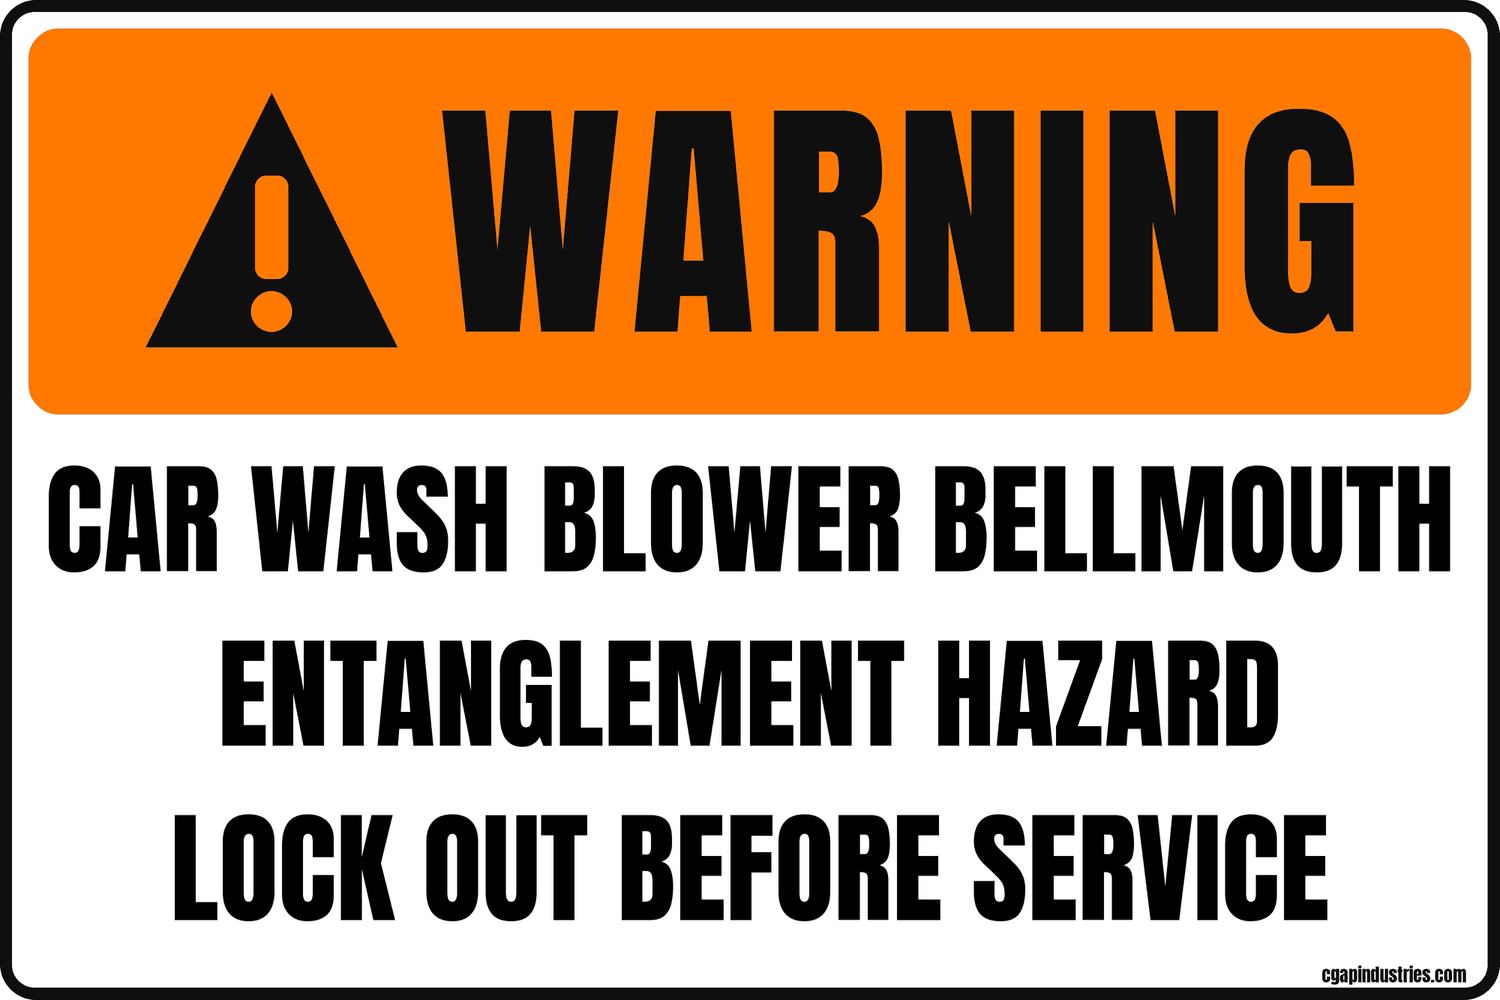 WARNING
CAR WASH BLOWER BELLMOUTH
ENTANGLEMENT HAZARD
LOCK OUT BEFORE SERVICE
cgapindustries.com